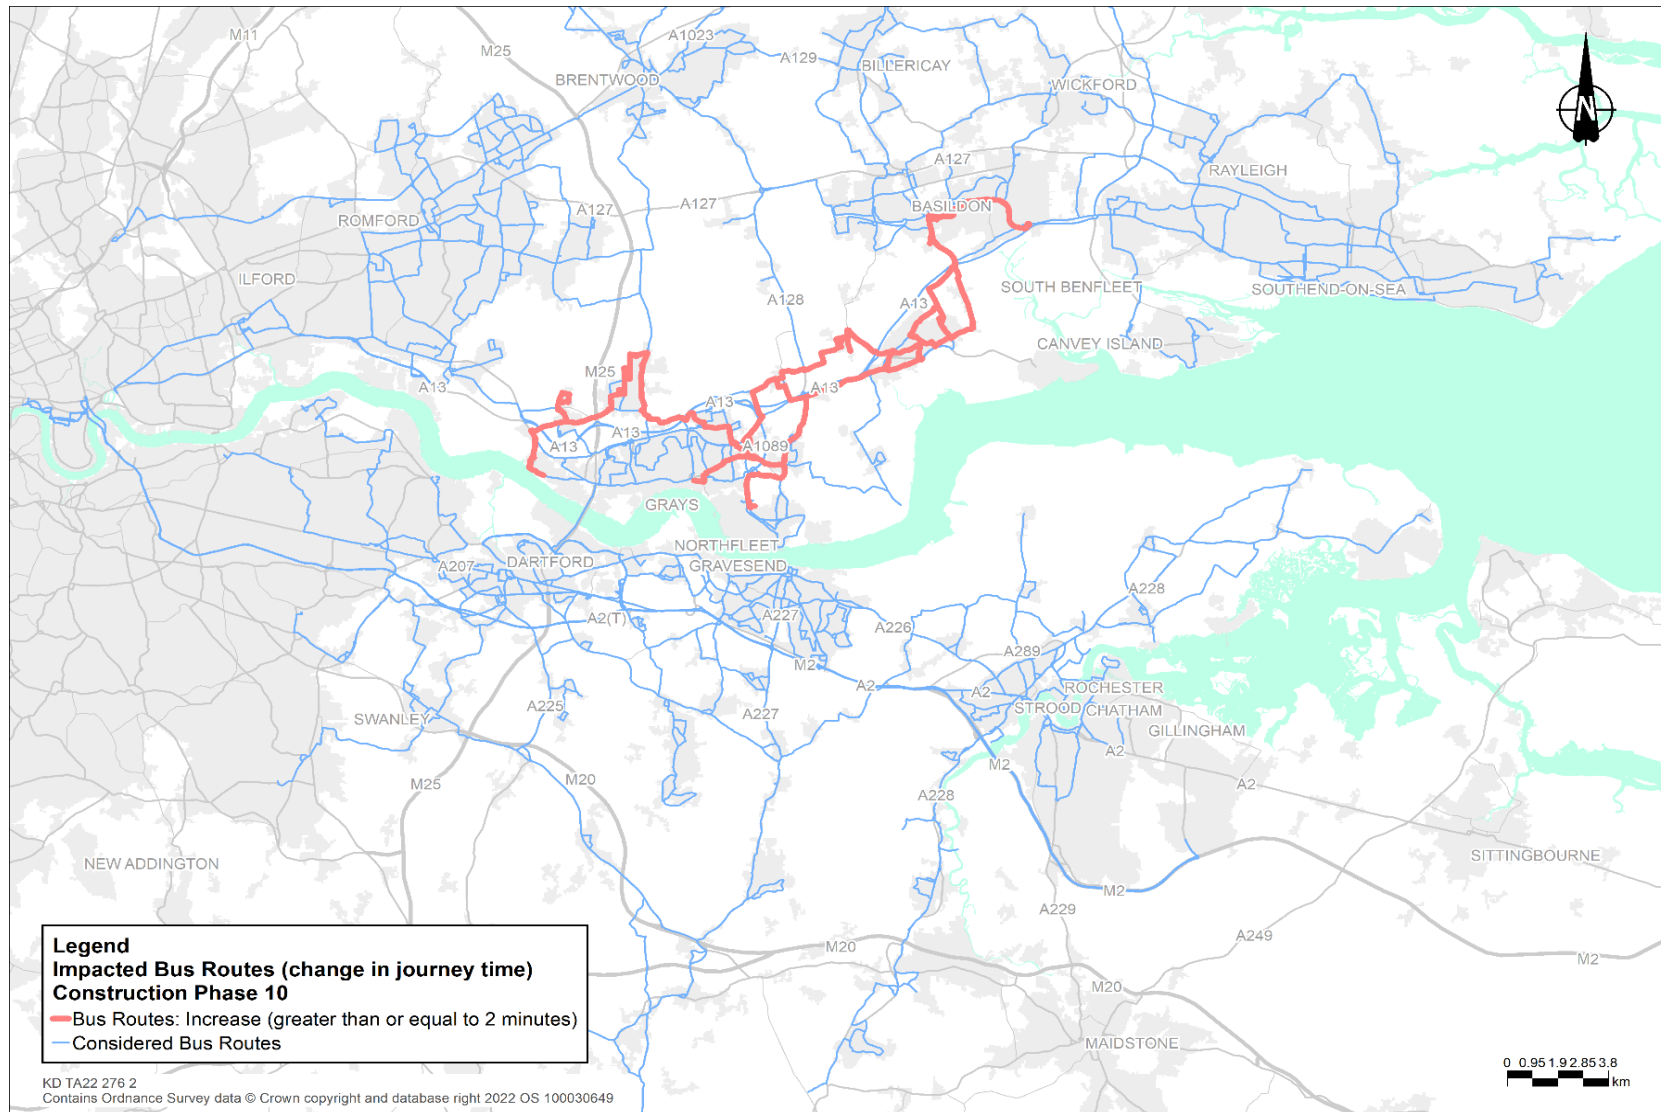 M11
A1023
M25
A129
BILLERICAY
BRENTWOOD
WICKFORD
N
A127
RAYLEIGH
A127
A127
BASILDON
ROMFORD
ILFORD
SOUTH BENFLEET
SOUTHEND-ON-SEA
A128
A13
CANVEY ISLAND
M25
A13
A13
A13
A13
A13
A1089
GRAYS
NORTHFLEET
DARTFORD
A207
GRAVESEND
A228
A2(T)
A227
A226
A289
M2
A2
A2
ROCHESTER
STROOD
CHATHAM
A225
A227
SWANLEY
GILLINGHAM
A2
M2
M20
M25
A2
A228
NEW ADDINGTON
SITTINGBOURNE
M2
A229
A249
M20
M2
M20
MAIDSTONE
Legend
Impacted Bus Routes (change in journey time)
Construction Phase 10
Bus Routes: Increase (greater than or equal to 2 minutes)
Considered Bus Routes
0 0.95 1.9 2.85 3.8
km
KD TA22 276 2
Contains Ordnance Survey data © Crown copyright and database right 2022 OS 100030649